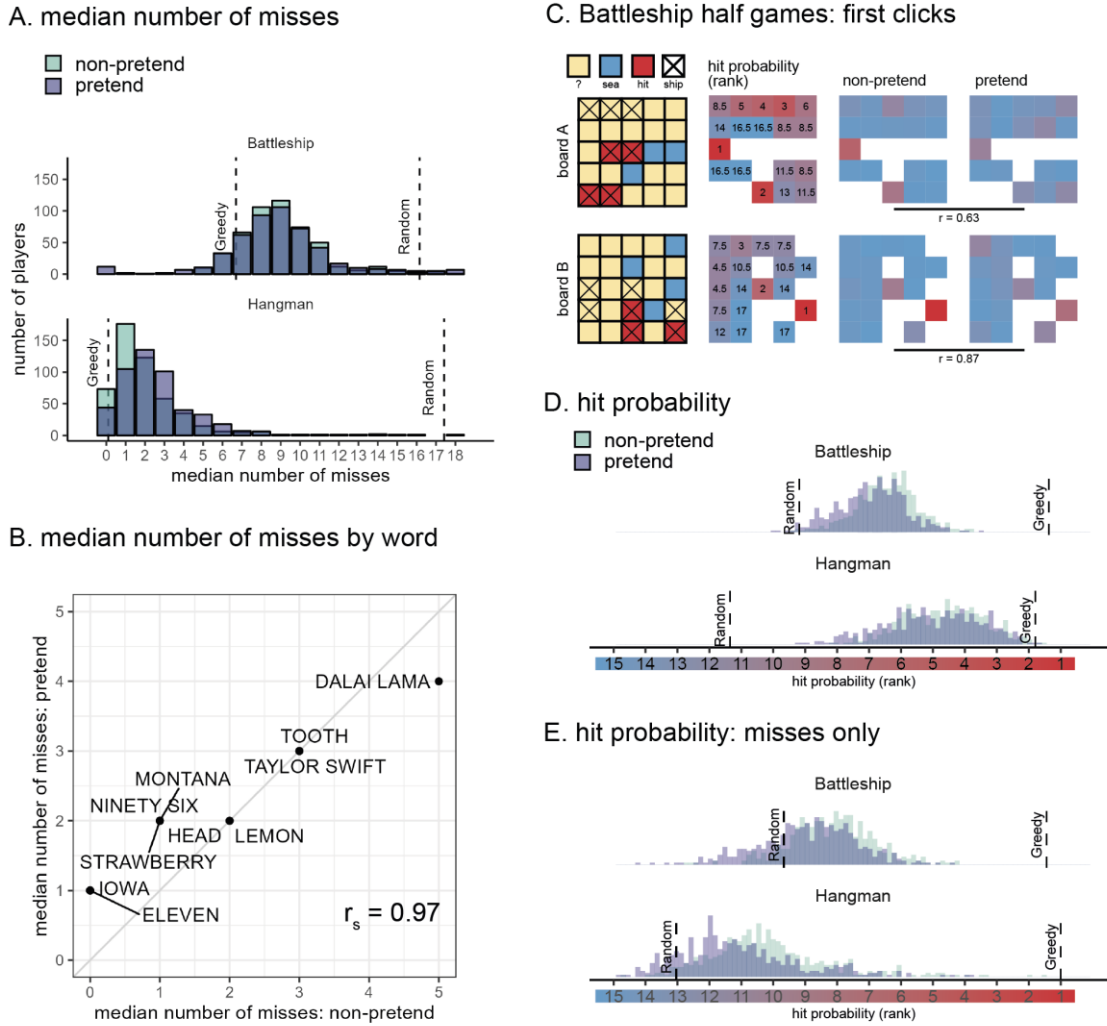 A. median number of misses
non-pretend
pretend
Battleship
150
100
50
0
Greedy
Random
Hangman
150
100
50
0
Greedy
Random
number of players
0 1 2 3 4 5 6 7 8 9 10 11 12 13 14 15 16 17 18
median number of misses
B. median number of misses by word
median number of misses: pretend
5
4
3
2
1
0
DALAI LAMA
TOOTH
TAYLOR SWIFT
MONTANA
NINETY SIX
HEAD LEMON
STRAWBERRY
IOWA
ELEVEN
rs = 0.97
0 1 2 3 4 5
median number of misses: non-pretend
C. Battleship half games: first clicks
? sea hit ship
hit probability
(rank)
non-pretend
pretend
board A
8.5 5 4 3 6
14 16.5 16.5 8.5 8.5
1
16.5 16.5 11.5 8.5
2 13 11.5
r = 0.63
board B
7.5 3 7.5 7.5
4.5 10.5 10.5 14
4.5 14 2 14
7.5 17 1
12 17 17
r = 0.87
D. hit probability
non-pretend
pretend
Battleship
Random
Greedy
Hangman
Random
Greedy
15 14 13 12 11 10 9 8 7 6 5 4 3 2 1
hit probability (rank)
E. hit probability: misses only
Battleship
Random
Greedy
Hangman
Random
Greedy
15 14 13 12 11 10 9 8 7 6 5 4 3 2 1
hit probability (rank)